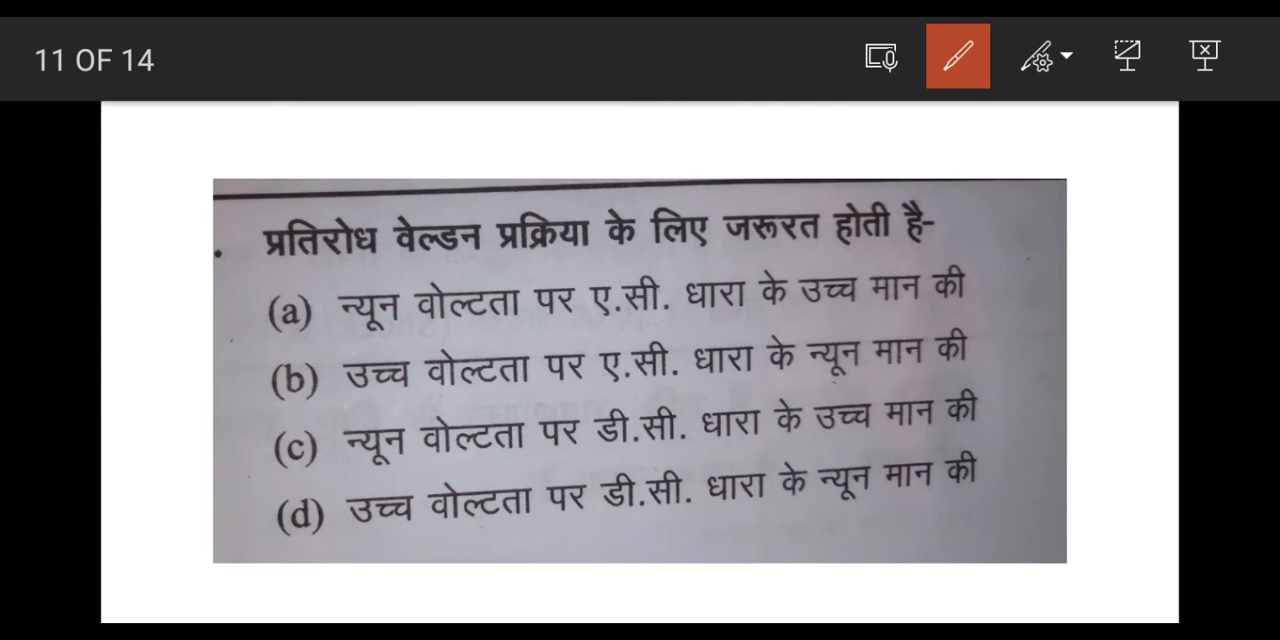 11 OF 14
प्रतिरोध वेल्डन प्रक्रिया के लिए जरूरत होती है-
(a) न्यून वोल्टता पर ए.सी. धारा के उच्च मान की
(b) उच्च वोल्टता पर ए.सी. धारा के न्यून मान की
(c) न्यून वोल्टता पर डी.सी. धारा के उच्च मान की
(d) उच्च वोल्टता पर डी.सी. धारा के न्यून मान की